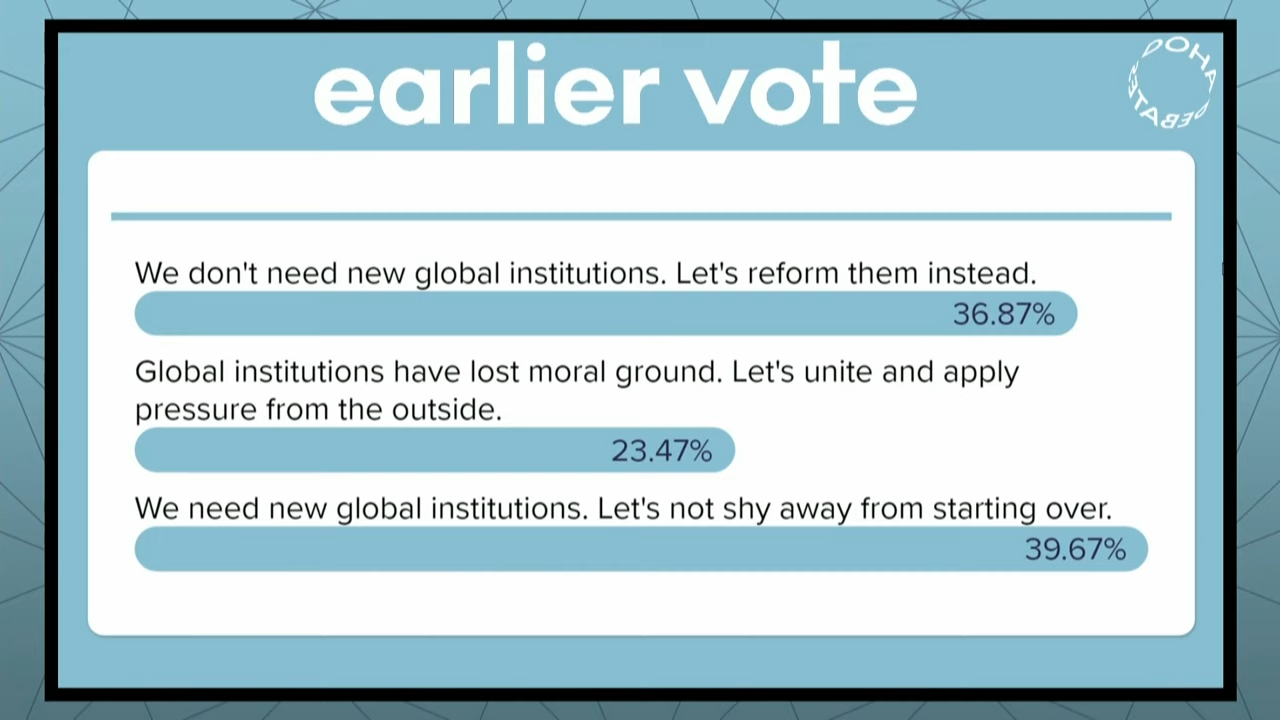 earlier vote
DOHA DEBATES
We don't need new global institutions. Let's reform them instead.
36.87%
Global institutions have lost moral ground. Let's unite and apply
pressure from the outside.
23.47%
We need new global institutions. Let's not shy away from starting over.
39.67%